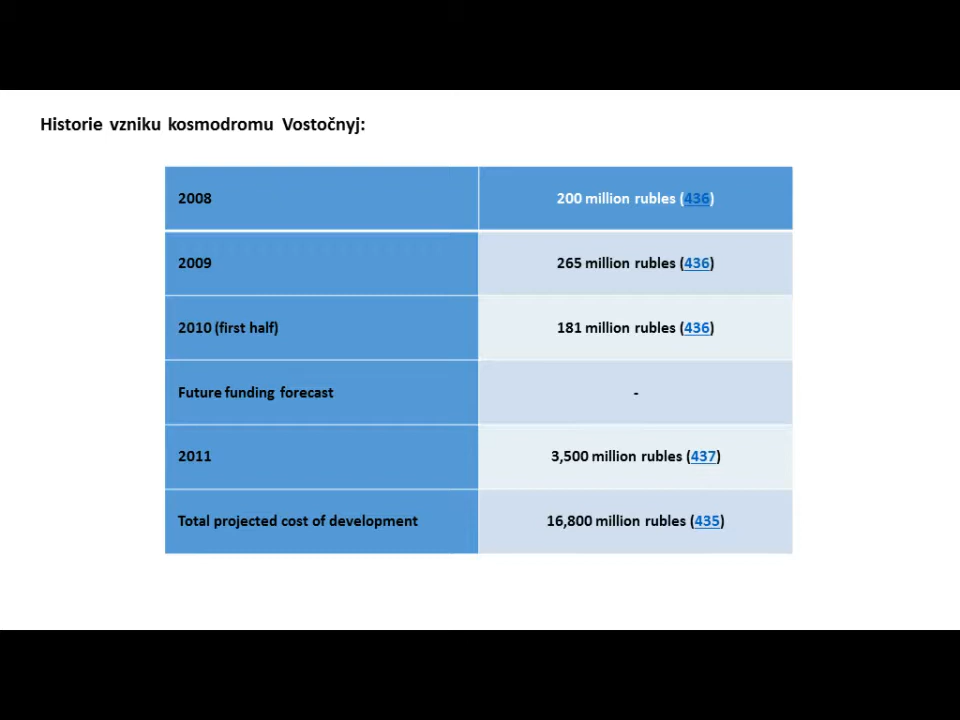 Historie vzniku kosmodromu Vostočnyj:
2008 200 million rubles (436)
2009 265 million rubles (436)
2010 (first half) 181 million rubles (436)
Future funding forecast -
2011 3,500 million rubles (437)
Total projected cost of development 16,800 million rubles (435)